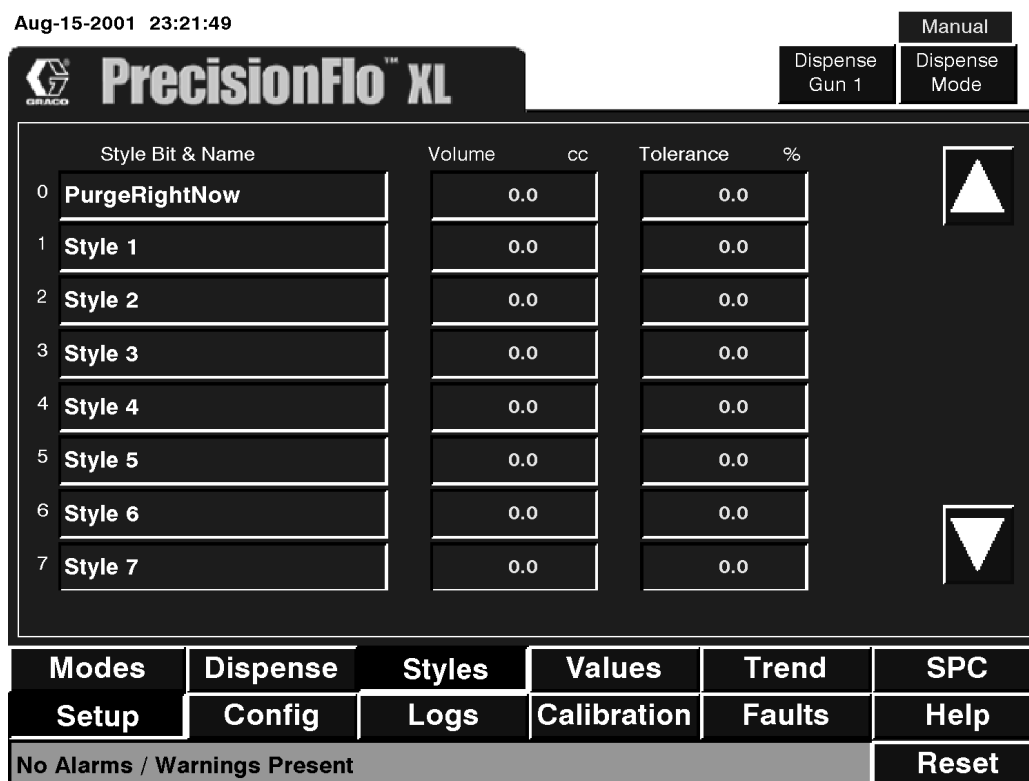 Aug-15-2001 23:21:49
Manual
GRACO
PrecisionFlo™ XL
Dispense
Gun 1
Dispense
Mode
Style Bit & Name Volume cc Tolerance %
0 PurgeRightNow 0.0 0.0
1 Style 1 0.0 0.0
2 Style 2 0.0 0.0
3 Style 3 0.0 0.0
4 Style 4 0.0 0.0
5 Style 5 0.0 0.0
6 Style 6 0.0 0.0
7 Style 7 0.0 0.0
Modes Dispense Styles Values Trend SPC
Setup Config Logs Calibration Faults Help
No Alarms / Warnings Present Reset